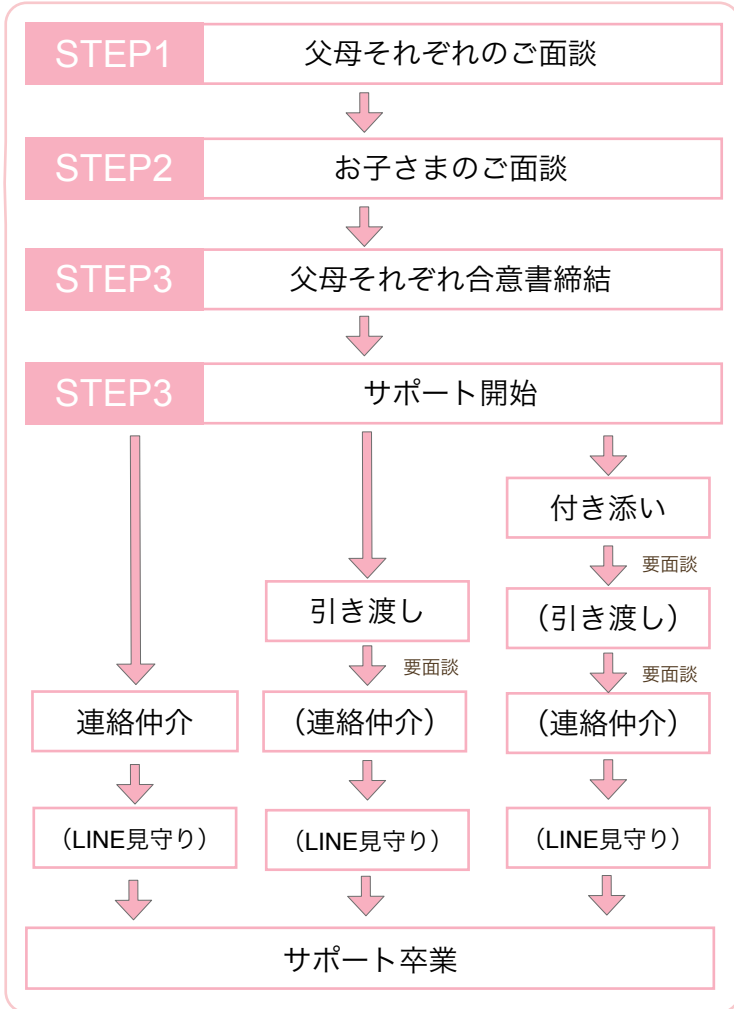 STEP1 父母それぞれのご面談
STEP2 お子さまのご面談
STEP3 父母それぞれ合意書締結
STEP3 サポート開始
付き添い
要面談
引き渡し
（引き渡し）
要面談
要面談
連絡仲介
（連絡仲介）
（連絡仲介）
（LINE見守り）
（LINE見守り）
（LINE見守り）
サポート卒業